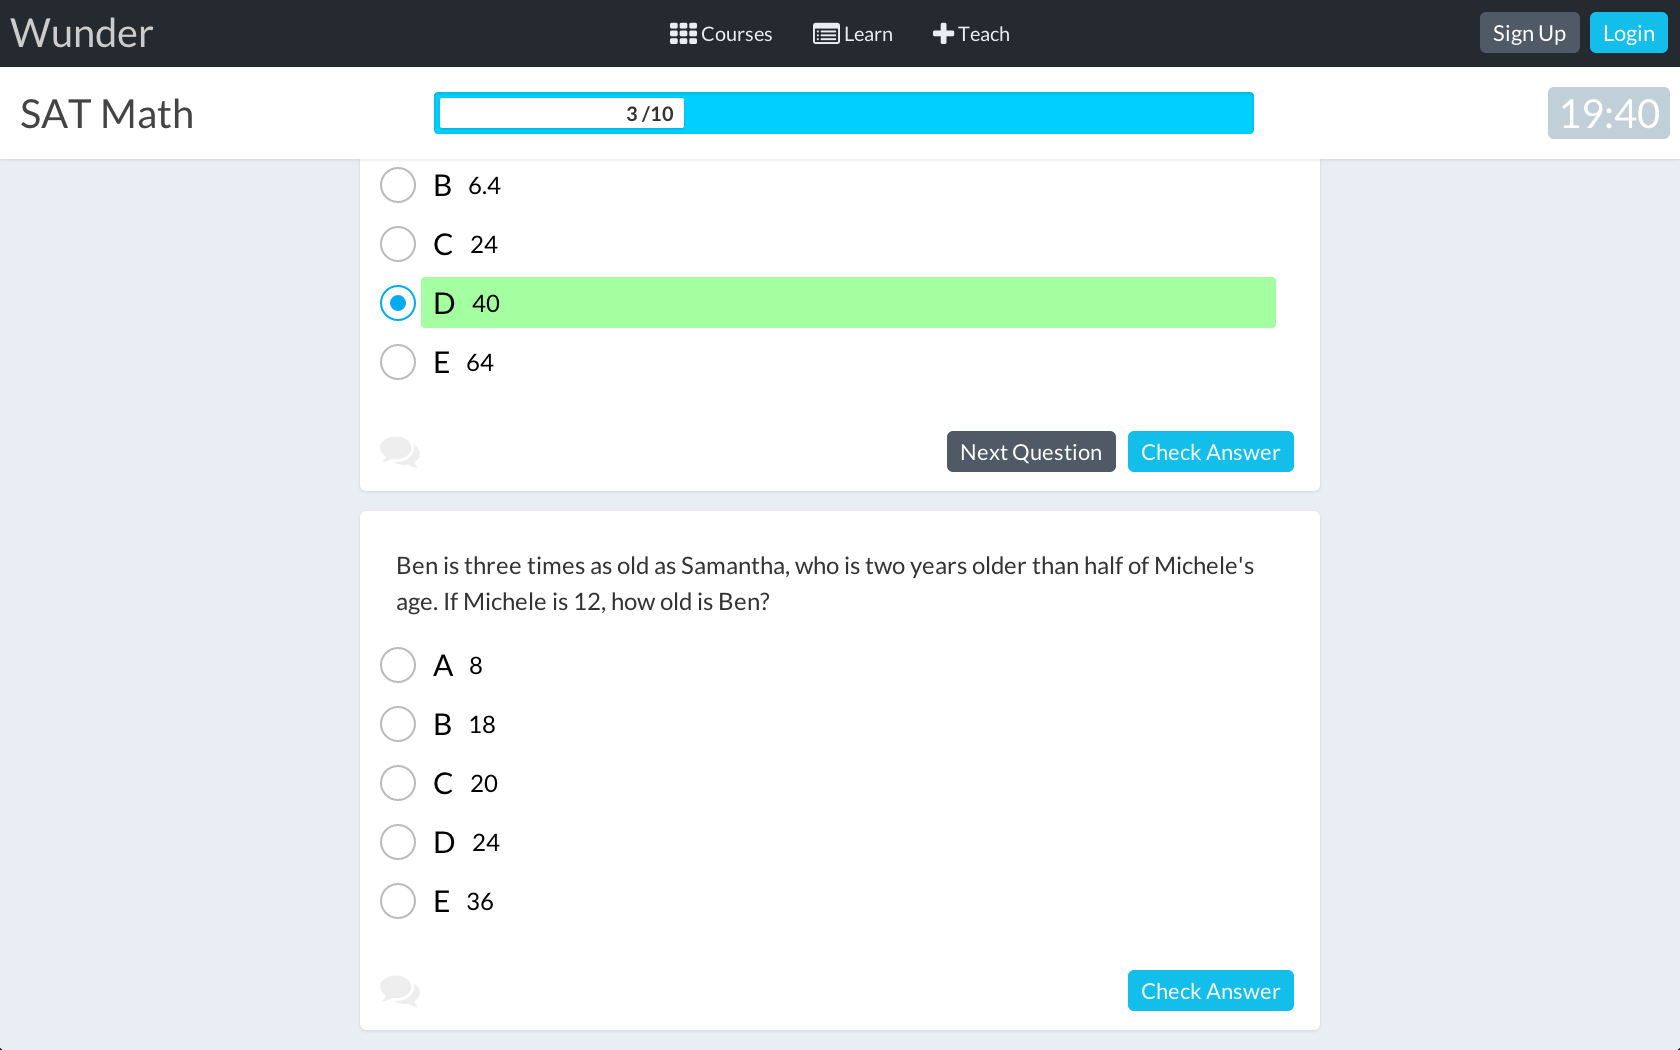 Wunder
Courses
Learn
Teach
Sign Up
Login
SAT Math
3 /10
19:40
B 6.4
C 24
D 40
E 64
Next Question
Check Answer
Ben is three times as old as Samantha, who is two years older than half of Michele's
age. If Michele is 12, how old is Ben?
A 8
B 18
C 20
D 24
E 36
Check Answer